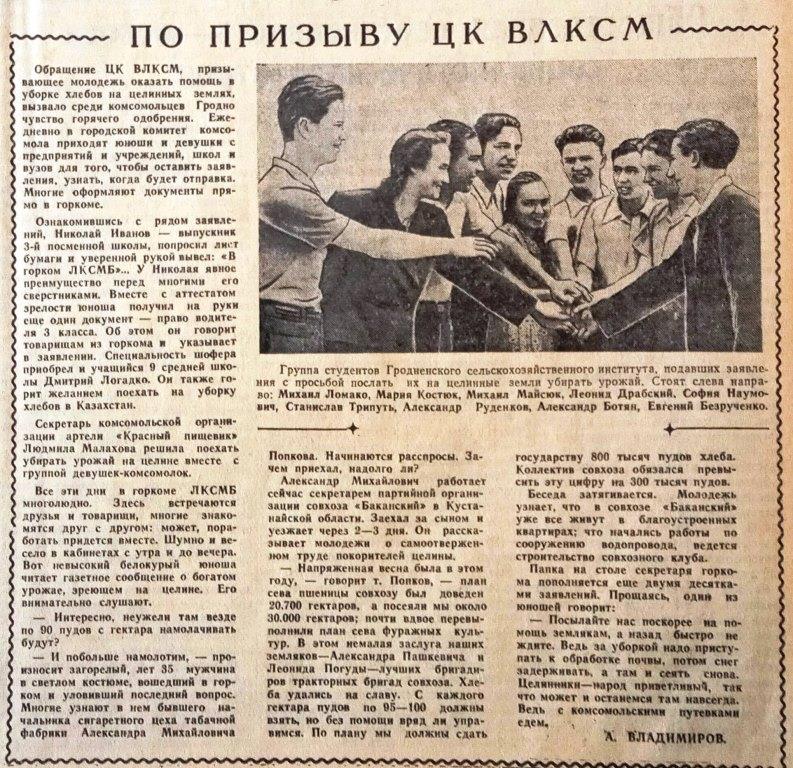 ПО ПРИЗЫВУ ЦК ВЛКСМ
Обращение ЦК ВЛКСМ, призы-
вающее молодежь оказать помощь в
уборке хлебов на целинных землях,
вызвало среди комсомольцев Гродно
чувство горячего одобрения. Еже-
дневно в городской комитет комсо-
мола приходят юноши и девушки с
предприятий и учреждений, школ и
вузов для того, чтобы оставить заяв-
ления, узнать, когда будет отправка.
Многие оформляют документы пря-
мо в горкоме.
Ознакомившись с рядом заявле-
ний, Николай Иванов — выпускник
3-й посменной школы, попросил лист
бумаги и уверенной рукой вывел: «В
горком ЛКСМБ»... У Николая явное
преимущество перед многими его
сверстниками. Вместе с аттестатом
зрелости юноша получил на руки
еще один документ — право водите-
ля 3 класса. Об этом он говорит
товарищам из горкома и указывает
в заявлении. Специальность шофера
приобрел и учащийся 9 средней шко-
лы Дмитрий Логадко. Он также го-
рит желанием поехать на уборку
хлебов в Казахстан.
Секретарь комсомольской органи-
зации артели «Красный пищевик»
Людмила Малахова решила поехать
убирать урожай на целине вместе с
группой девушек-комсомолок.
Все эти дни в горкоме ЛКСМБ
многолюдно. Здесь встречаются
друзья и товарищи, многие знако-
мятся друг с другом: может, пора-
ботать придется вместе. Шумно и ве-
село в кабинетах с утра и до вечера.
Вот невысокий белокурый юноша
читает газетное сообщение о богатом
урожае, зреющем на целине. Его
внимательно слушают.
— Интересно, неужели там везде
по 90 пудов с гектара намолачивать
будут?
— И побольше намолотим, — про-
износит загорелый, лет 35 мужчина
в светлом костюме, вошедший в гор-
ком и уловивший последний вопрос.
Многие узнают в нем бывшего на-
чальника сигаретного цеха табачной
фабрики Александра Михайловича
Группа студентов Гродненского сельскохозяйственного института, подавших заявле-
ния с просьбой послать их на целинные земли убирать урожай. Стоят слева напра-
во: Михаил Ломако, Мария Костюк, Михаил Майсюк, Леонид Драбский, София Наумо-
вич, Станислав Трипуть, Александр Руденков, Александр Ботян, Евгений Безрученко.
Попкова. Начинаются расспросы. За-
чем приехал, надолго ли?
Александр Михайлович работает
сейчас секретарем партийной органи-
зации совхоза «Баканский» в Куста-
найской области. Заехал за сыном и
уезжает через 2—3 дня. Он расска-
зывает молодежи о самоотвержен-
ном труде покорителей целины.
— Напряженная весна была в этом
году, — говорит т. Попков, — план
сева пшеницы совхозу был доведен
20.700 гектаров, а посеяли мы около
30.000 гектаров; почти вдвое перевы-
полнили план сева фуражных куль-
тур. В этом немалая заслуга наших
земляков—Александра Пашкевича и
Леонида Погуды—лучших бригади-
ров тракторных бригад совхоза. Хле-
ба удались на славу. С каждого
гектара пудов по 95—100 должны
взять, но без помощи вряд ли упра-
вимся. По плану мы должны сдать
государству 800 тысяч пудов хлеба.
Коллектив совхоза обязался превы-
сить эту цифру на 300 тысяч пудов.
Беседа затягивается. Молодежь
узнает, что в совхозе «Баканский»
уже все живут в благоустроенных
квартирах; что начались работы по
сооружению водопровода, ведется
строительство совхозного клуба.
Папка на столе секретаря горко-
ма пополняется еще двумя десятка-
ми заявлений. Прощаясь, один из
юношей говорит:
— Посылайте нас поскорее на по-
мощь землякам, а назад быстро не
ждите. Ведь за уборкой надо присту-
пать к обработке почвы, потом снег
задерживать, а там и сеять снова.
Целинники—народ приветливый, так
что может и останемся там навсегда.
Ведь с комсомольскими путевками
едем.
А. ВЛАДИМИРОВ.